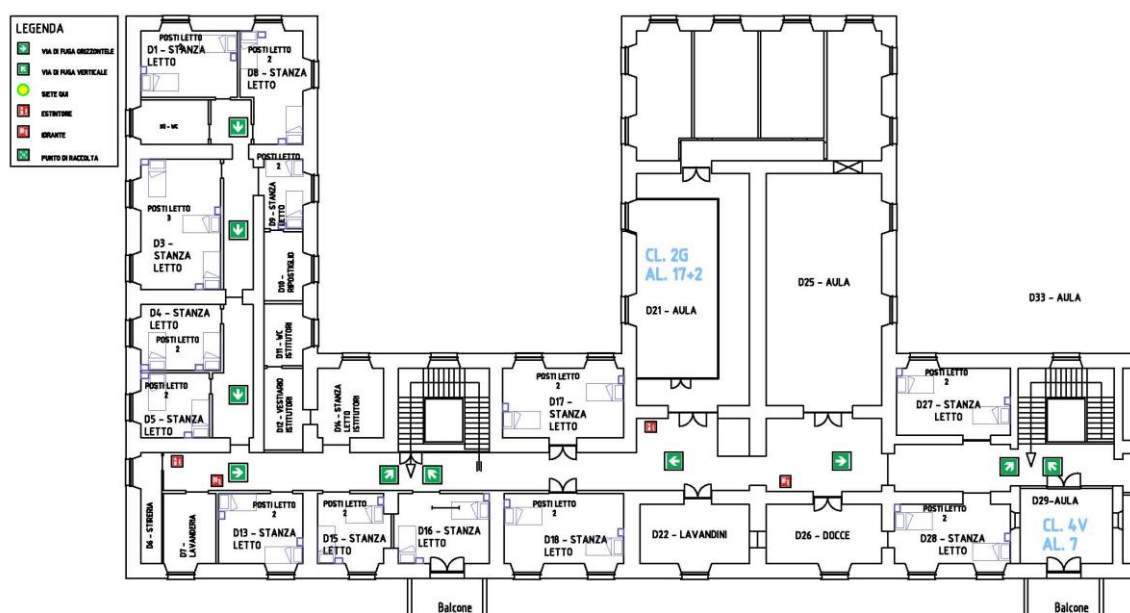 LEGENDA
VIA DI FUGA ORIZZONTELE
VIA DI FUGA VERTICALE
SIETE QUI
ESTINTORE
IDRANTE
PUNTO DI RACCOLTA
POSTI LETTO
2
D1 - STANZA
LETTO
POSTI LETTO
2
D8 - STANZA
LETTO
WC
POSTI LETTO
3
D3 -
STANZA
LETTO
POSTI LETTO
2
D9 - STANZA
LETTO
D10 -
RIPOSTIGLIO
D4 - STANZA
LETTO
POSTI LETTO
2
D11 - WC
ISTITUTORI
POSTI LETTO
2
D5 - STANZA
LETTO
D12 - VESTIARIO
ISTITUTORI
D14 - STANZA
LETTO
ISTITUTORI
POSTI LETTO
2
D17 -
STANZA
LETTO
CL. 2G
AL. 17+2
D21 - AULA
D25 - AULA
D33 - AULA
POSTI LETTO
2
D27 - STANZA
LETTO
D6 - STIRERIA
D7 -
LAVANDERIA
POSTI LETTO
2
D13 - STANZA
LETTO
POSTI LETTO
2
D15 - STANZA
LETTO
D16 - STANZA
LETTO
POSTI LETTO
2
D18 - STANZA
LETTO
D22 - LAVANDINI
D26 - DOCCE
POSTI LETTO
2
D28 - STANZA
LETTO
D29-AULA
CL. 4V
AL. 7
Balcone
Balcone